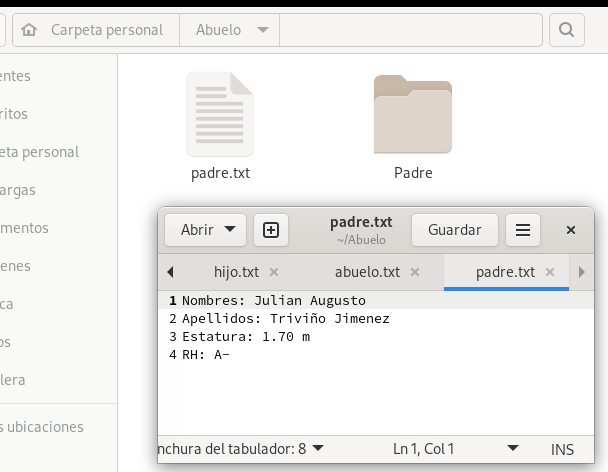 Carpeta personal Abuelo
entes
ritos
eta personal
argas
mentos
enes
ca
os
lera
s ubicaciones
padre.txt Padre
Abrir padre.txt Guardar
~/Abuelo
hijo.txt abuelo.txt padre.txt
1 Nombres: Julian Augusto
2 Apellidos: Triviño Jimenez
3 Estatura: 1.70 m
4 RH: A-
nchura del tabulador: 8 Ln 1, Col 1 INS